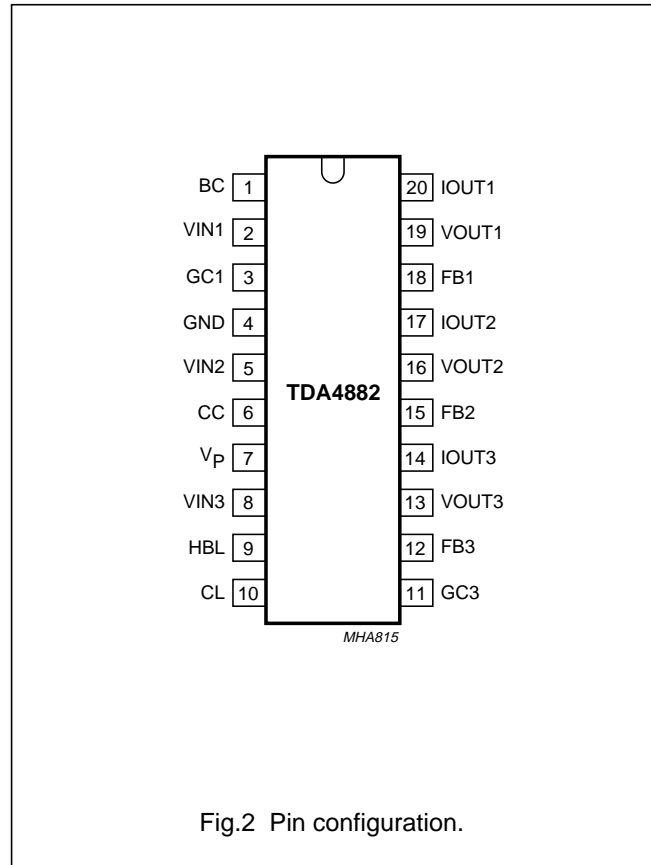 BC 1
VIN1 2
GC1 3
GND 4
VIN2 5
CC 6
VP 7
VIN3 8
HBL 9
CL 10
TDA4882
20 IOUT1
19 VOUT1
18 FB1
17 IOUT2
16 VOUT2
15 FB2
14 IOUT3
13 VOUT3
12 FB3
11 GC3
MHA815
Fig.2 Pin configuration.